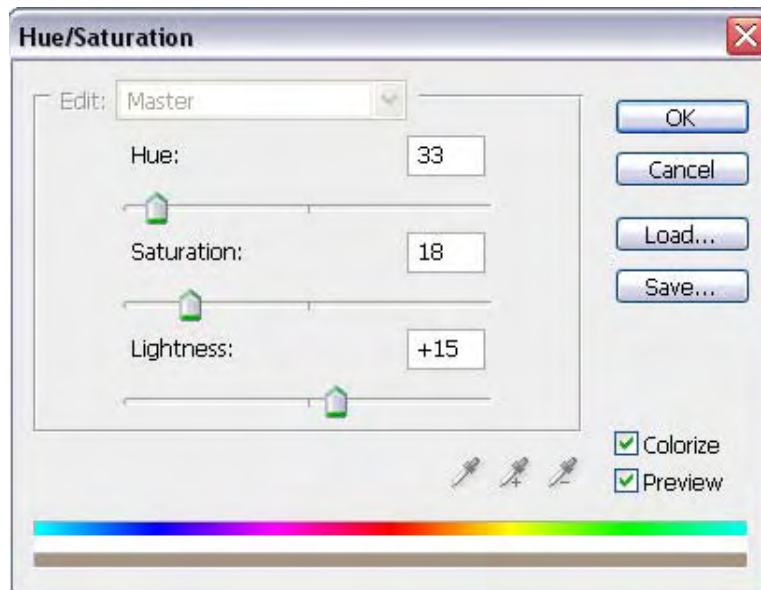 Hue/Saturation
Edit: Master
Hue: 33
Saturation: 18
Lightness: +15
OK
Cancel
Load...
Save...
Colorize
Preview